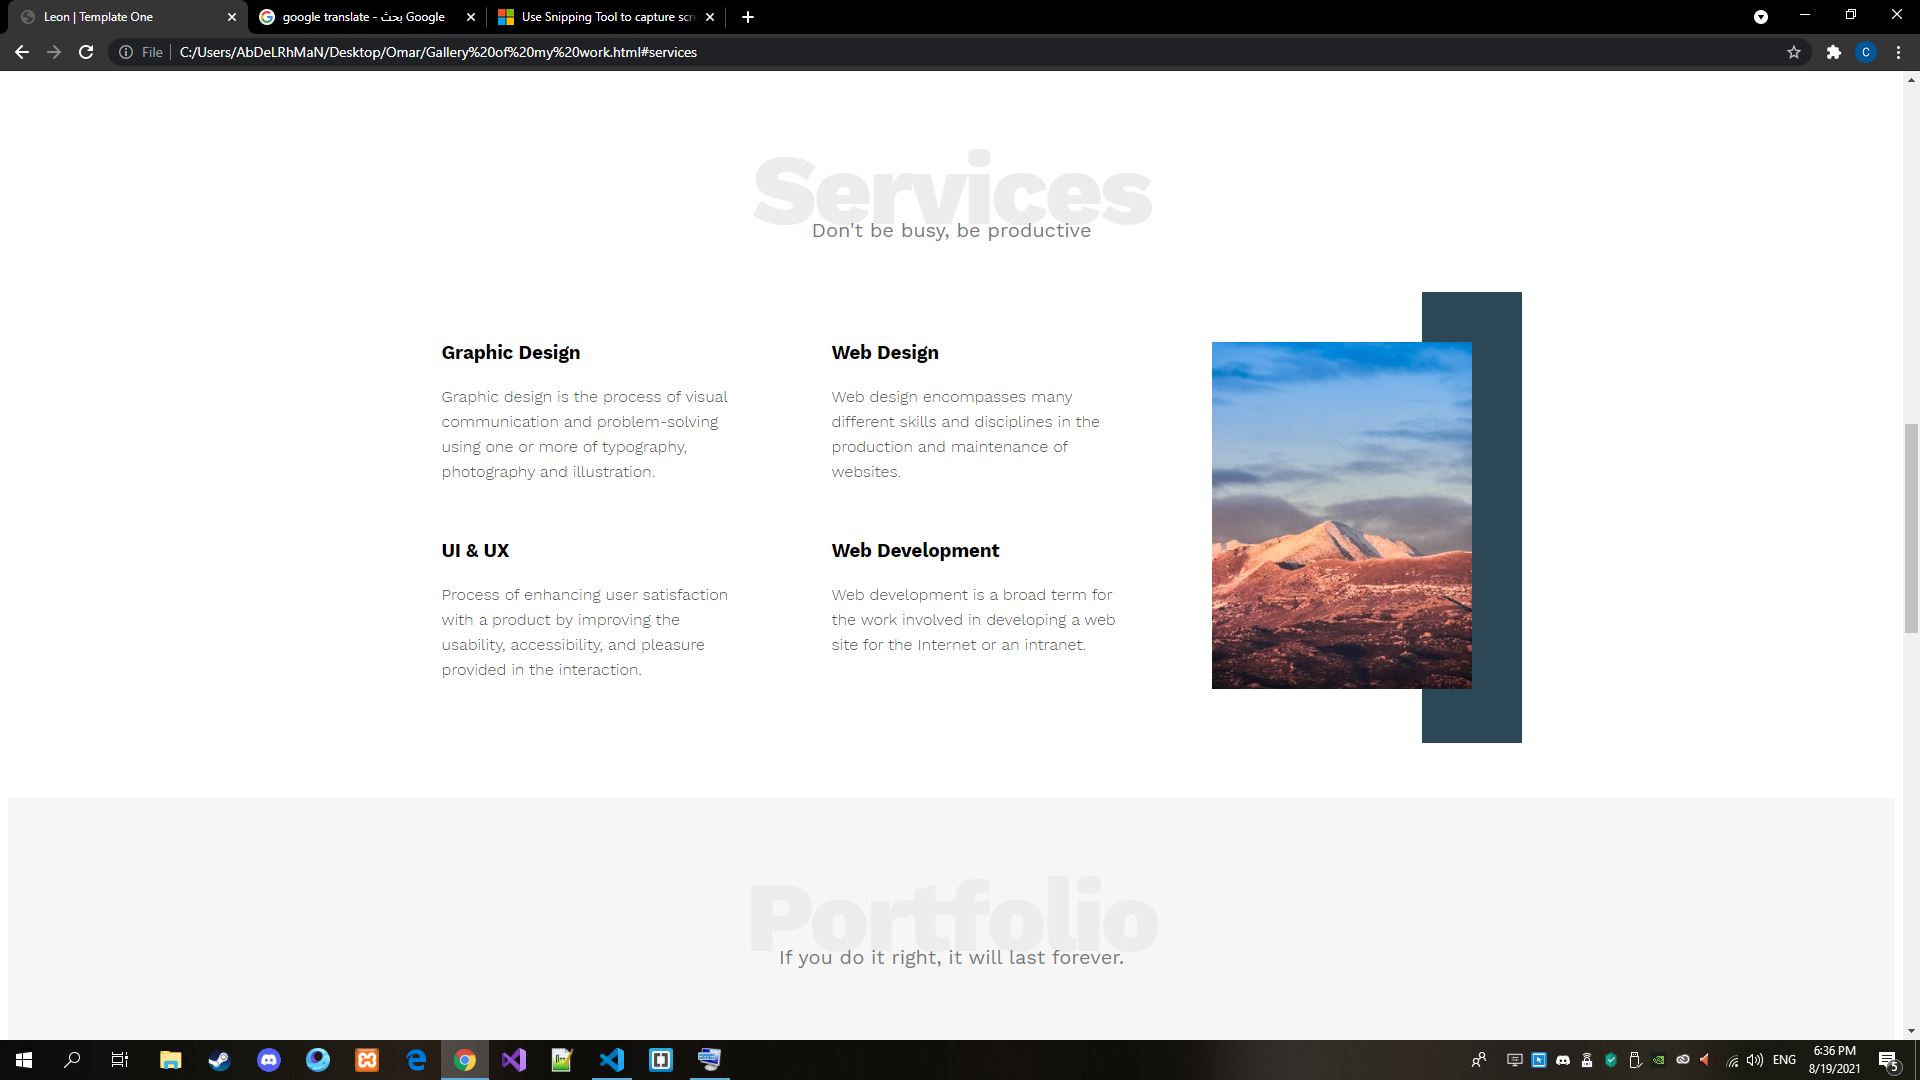 Leon | Template One
google translate - بحث Google
Use Snipping Tool to capture scre
File
C:/Users/AbDeLRhMaN/Desktop/Omar/Gallery%20of%20my%20work.html#services
C
Services
Don't be busy, be productive
Graphic Design
Graphic design is the process of visual
communication and problem-solving
using one or more of typography,
photography and illustration.
Web Design
Web design encompasses many
different skills and disciplines in the
production and maintenance of
websites.
UI & UX
Process of enhancing user satisfaction
with a product by improving the
usability, accessibility, and pleasure
provided in the interaction.
Web Development
Web development is a broad term for
the work involved in developing a web
site for the Internet or an intranet.
Portfolio
If you do it right, it will last forever.
ENG
6:36 PM
8/19/2021
5